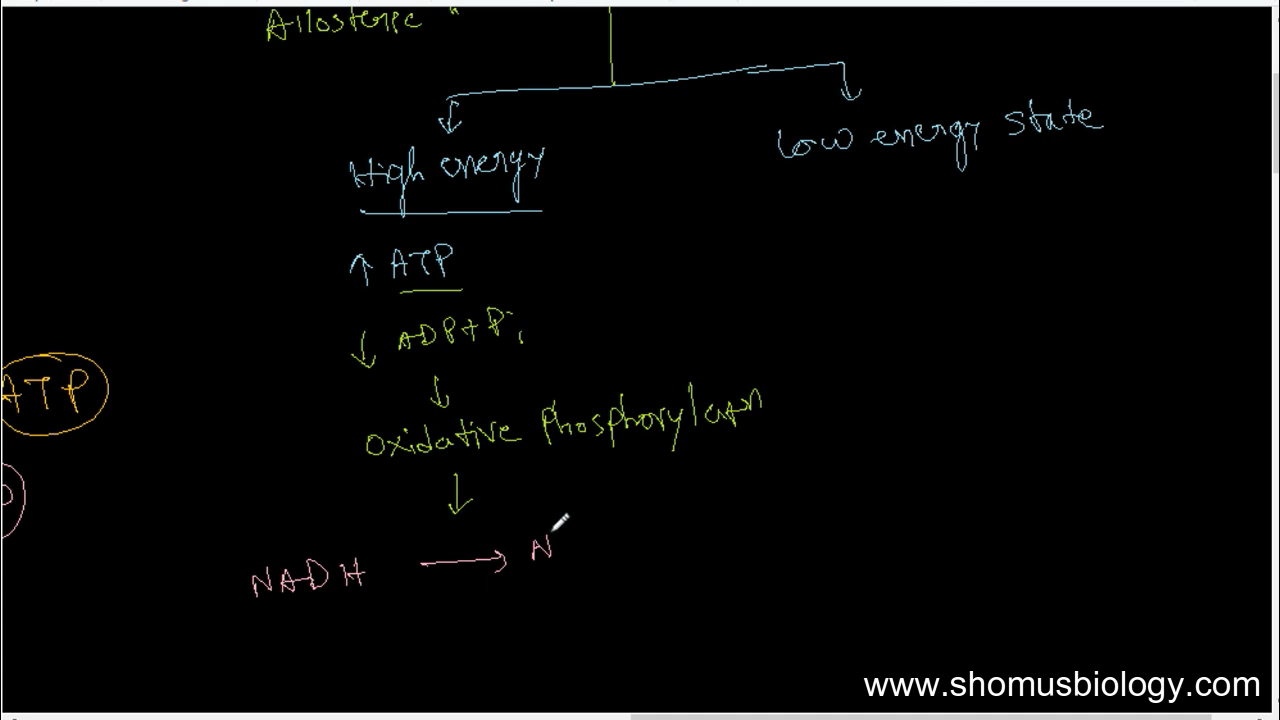 Allosteric "
High energy
Low energy state
↑ ATP
↓ ADP + Pi
ATP
↓
Oxidative Phosphorylation
↓
NADH → N
www.shomusbiology.com